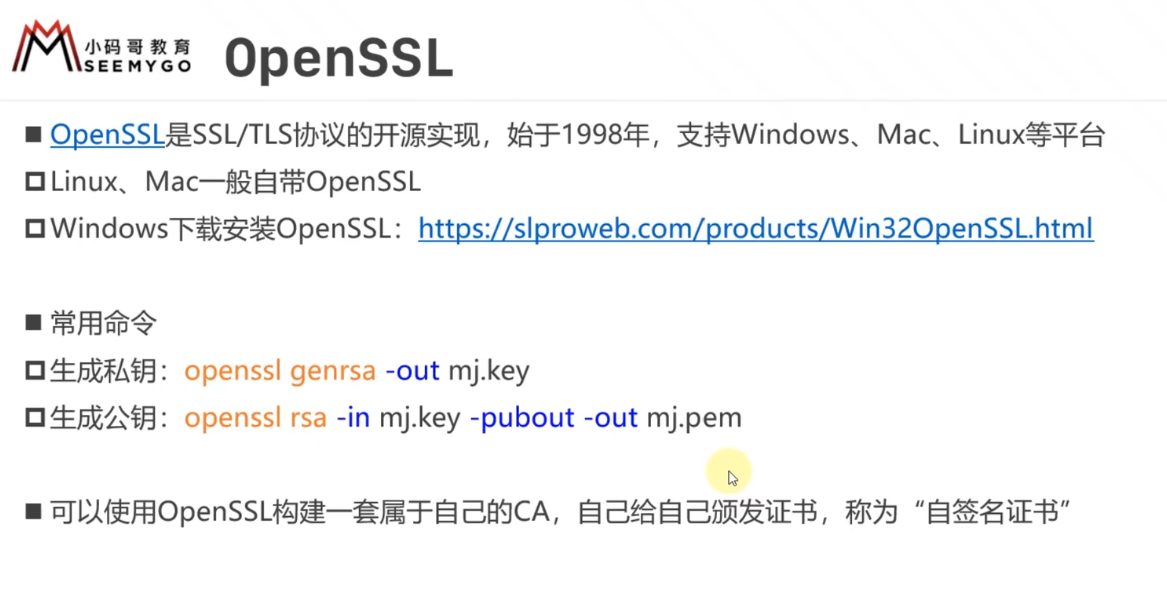 小码哥教育
SEEMYGO
OpenSSL
OpenSSL是SSL/TLS协议的开源实现，始于1998年，支持Windows、Mac、Linux等平台
Linux、Mac一般自带OpenSSL
Windows下载安装OpenSSL：https://slproweb.com/products/Win32OpenSSL.html
常用命令
生成私钥：openssl genrsa -out mj.key
生成公钥：openssl rsa -in mj.key -pubout -out mj.pem
可以使用OpenSSL构建一套属于自己的CA，自己给自己颁发证书，称为“自签名证书”